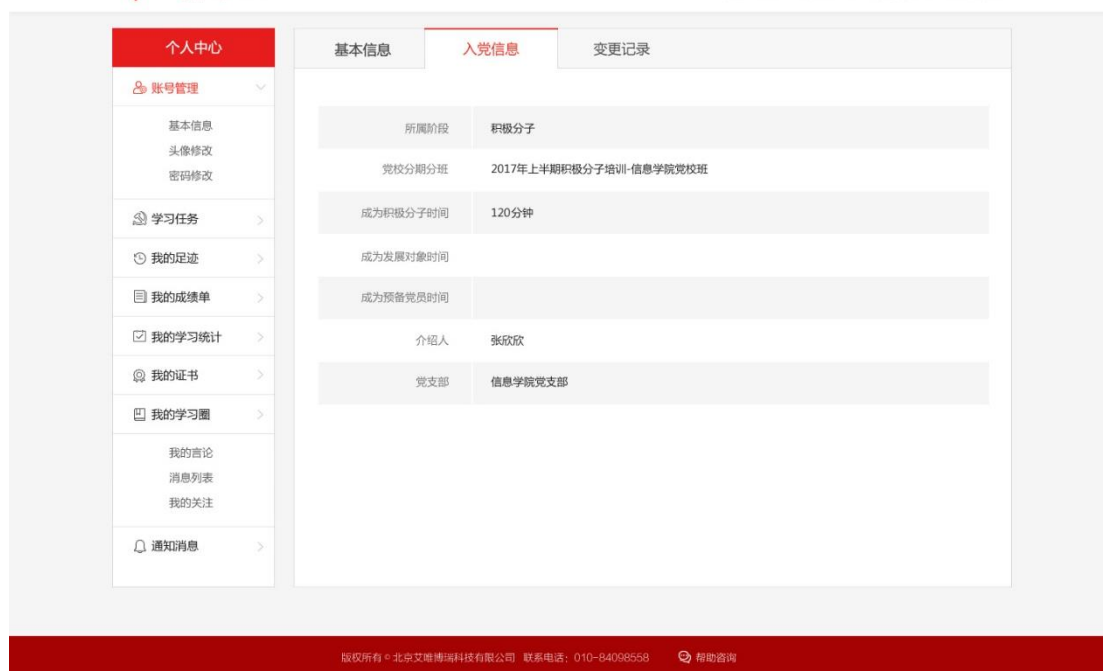 个人中心
账号管理
基本信息
头像修改
密码修改
学习任务
我的足迹
我的成绩单
我的学习统计
我的证书
我的学习圈
我的言论
消息列表
我的关注
通知消息
基本信息 入党信息 变更记录
所属阶段 积极分子
党校分期分班 2017年上半期积极分子培训-信息学院党校班
成为积极分子时间 120分钟
成为发展对象时间
成为预备党员时间
介绍人 张欣欣
党支部 信息学院党支部
版权所有©北京艾唯博瑞科技有限公司 联系电话：010-84098558 帮助咨询